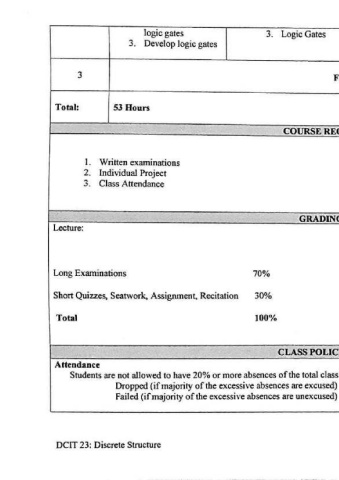 logic gates
3. Develop logic gates
3. Logic Gates
3
F
Total: 53 Hours
COURSE REQ
1. Written examinations
2. Individual Project
3. Class Attendance
GRADING
Lecture:
Long Examinations 70%
Short Quizzes, Seatwork, Assignment, Recitation 30%
Total 100%
CLASS POLIC
Attendance
Students are not allowed to have 20% or more absences of the total class
Dropped (if majority of the excessive absences are excused)
Failed (if majority of the excessive absences are unexcused)
DCIT 23: Discrete Structure